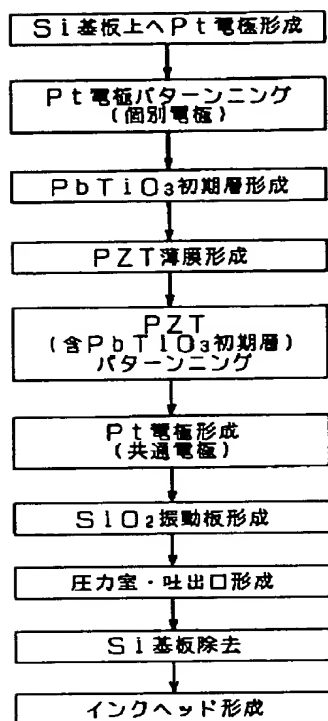 Si基板上へPt電極形成
Pt電極パターンニング
(個別電極)
PbTiO3初期層形成
PZT薄膜形成
PZT
(含PbTiO3初期層)
パターンニング
Pt電極形成
(共通電極)
SiO2振動板形成
圧力室・吐出口形成
Si基板除去
インクヘッド形成